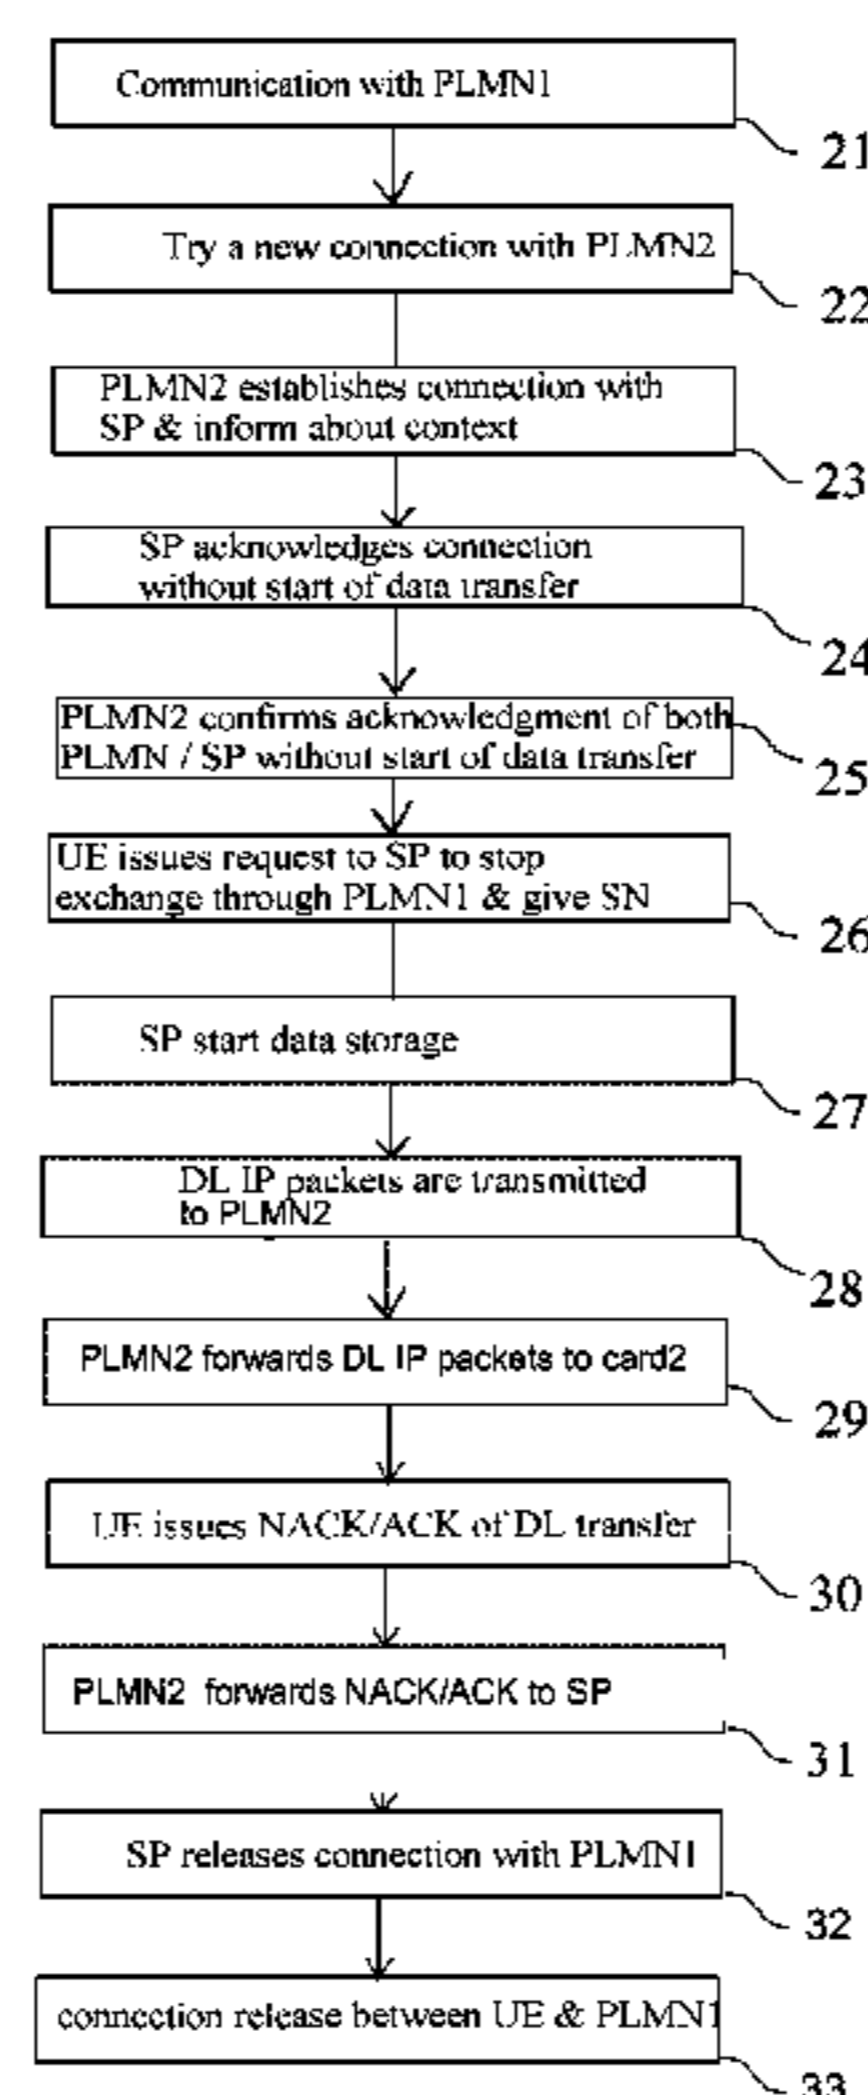 Communication with PLMN1
21
Try a new connection with PLMN2
22
PLMN2 establishes connection with
SP & inform about context
23
SP acknowledges connection
without start of data transfer
24
PLMN2 confirms acknowledgment of both
PLMN / SP without start of data transfer
25
UE issues request to SP to stop
exchange through PLMN1 & give SN
26
SP start data storage
27
DL IP packets are transmitted
to PLMN2
28
PLMN2 forwards DL IP packets to card2
29
UE issues NACK/ACK of DL transfer
30
PLMN2 forwards NACK/ACK to SP
31
SP releases connection with PLMN1
32
connection release between UE & PLMN1
33